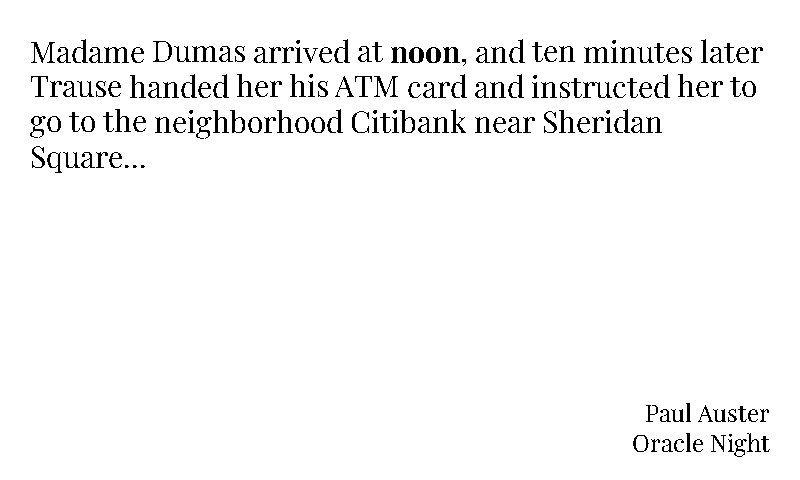 Madame Dumas arrived at noon, and ten minutes later
Trause handed her his ATM card and instructed her to
go to the neighborhood Citibank near Sheridan
Square...
Paul Auster
Oracle Night